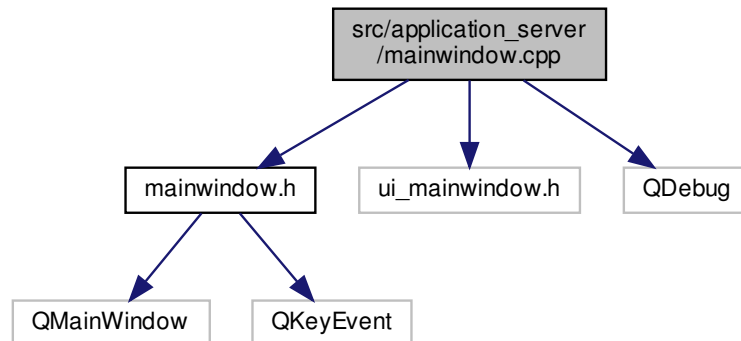 src/application_server
/mainwindow.cpp
mainwindow.h
ui_mainwindow.h
QDebug
QMainWindow
QKeyEvent